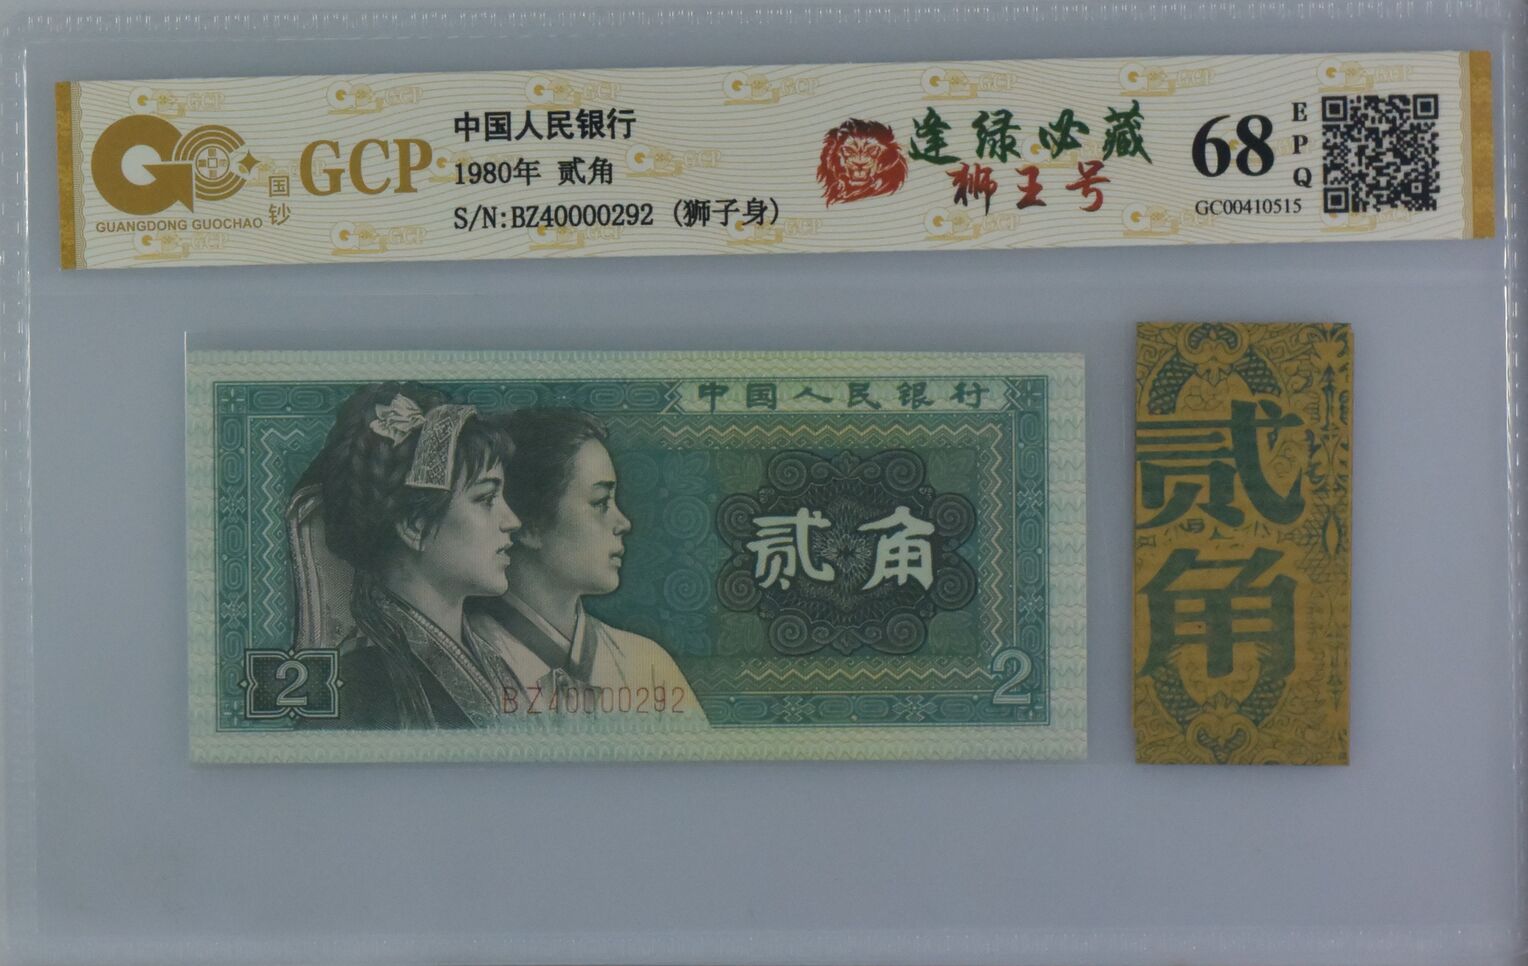 GUANGDONG GUOCHAO
国钞
GCP
中国人民银行
1980年 贰角
S/N:BZ40000292 (狮子身)
逢绿必藏
狮王号
68
EPQ
GC00410515
中国人民银行
贰角
2
2
BZ40000292
贰角